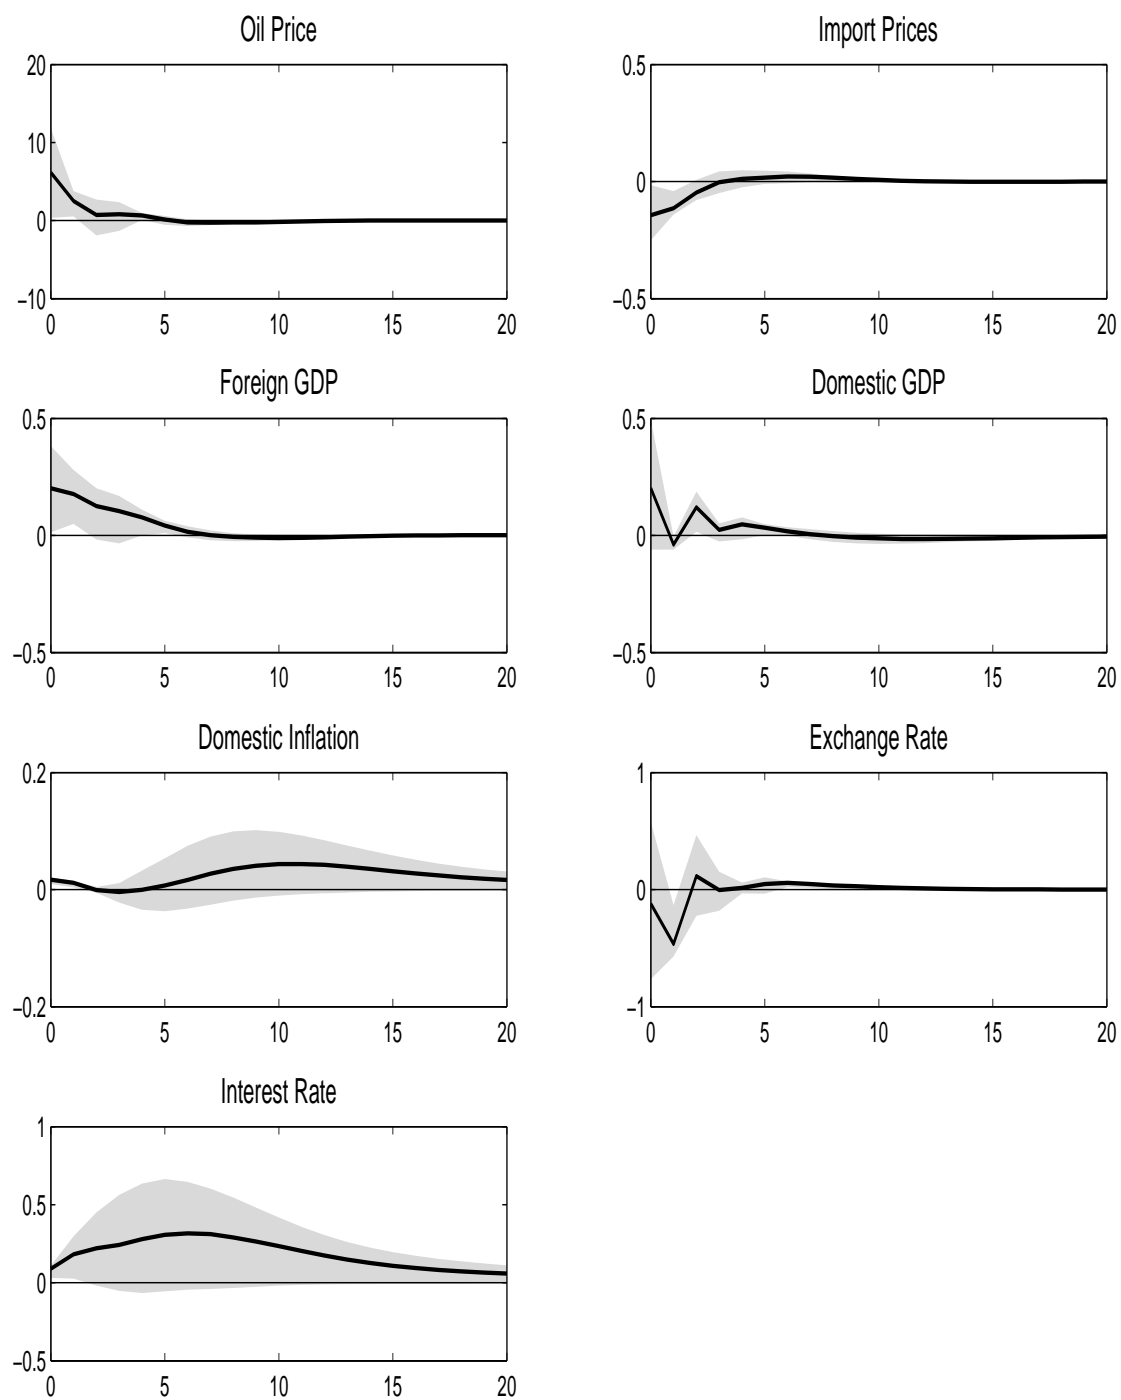 Oil Price
20
10
0
−10
0 5 10 15 20
Import Prices
0.5
0
−0.5
0 5 10 15 20
Foreign GDP
0.5
0
−0.5
0 5 10 15 20
Domestic GDP
0.5
0
−0.5
0 5 10 15 20
Domestic Inflation
0.2
0
−0.2
0 5 10 15 20
Exchange Rate
1
0
−1
0 5 10 15 20
Interest Rate
1
0.5
0
−0.5
0 5 10 15 20